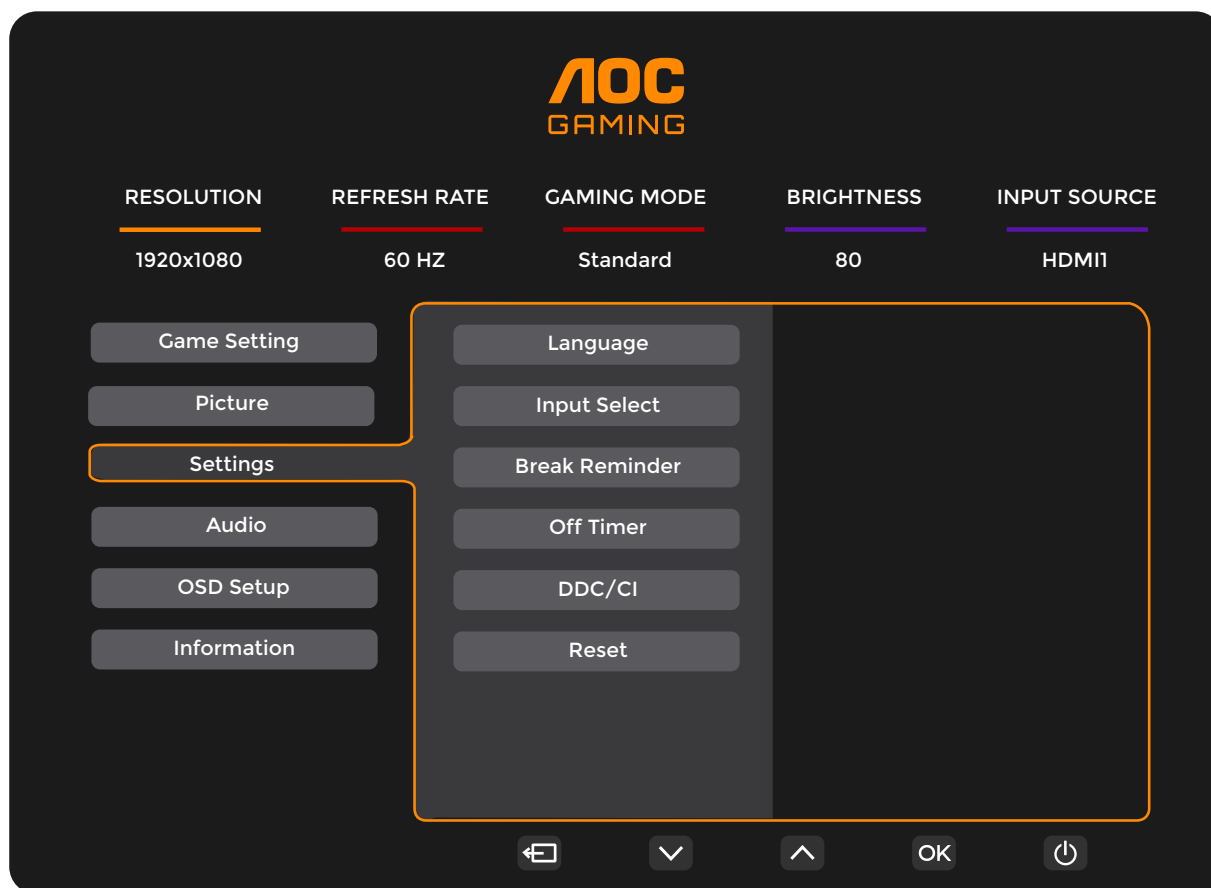 AOC
GAMING
RESOLUTION REFRESH RATE GAMING MODE BRIGHTNESS INPUT SOURCE
1920x1080 60 HZ Standard 80 HDMI1
Game Setting
Picture
Settings
Audio
OSD Setup
Information
Language
Input Select
Break Reminder
Off Timer
DDC/CI
Reset
OK